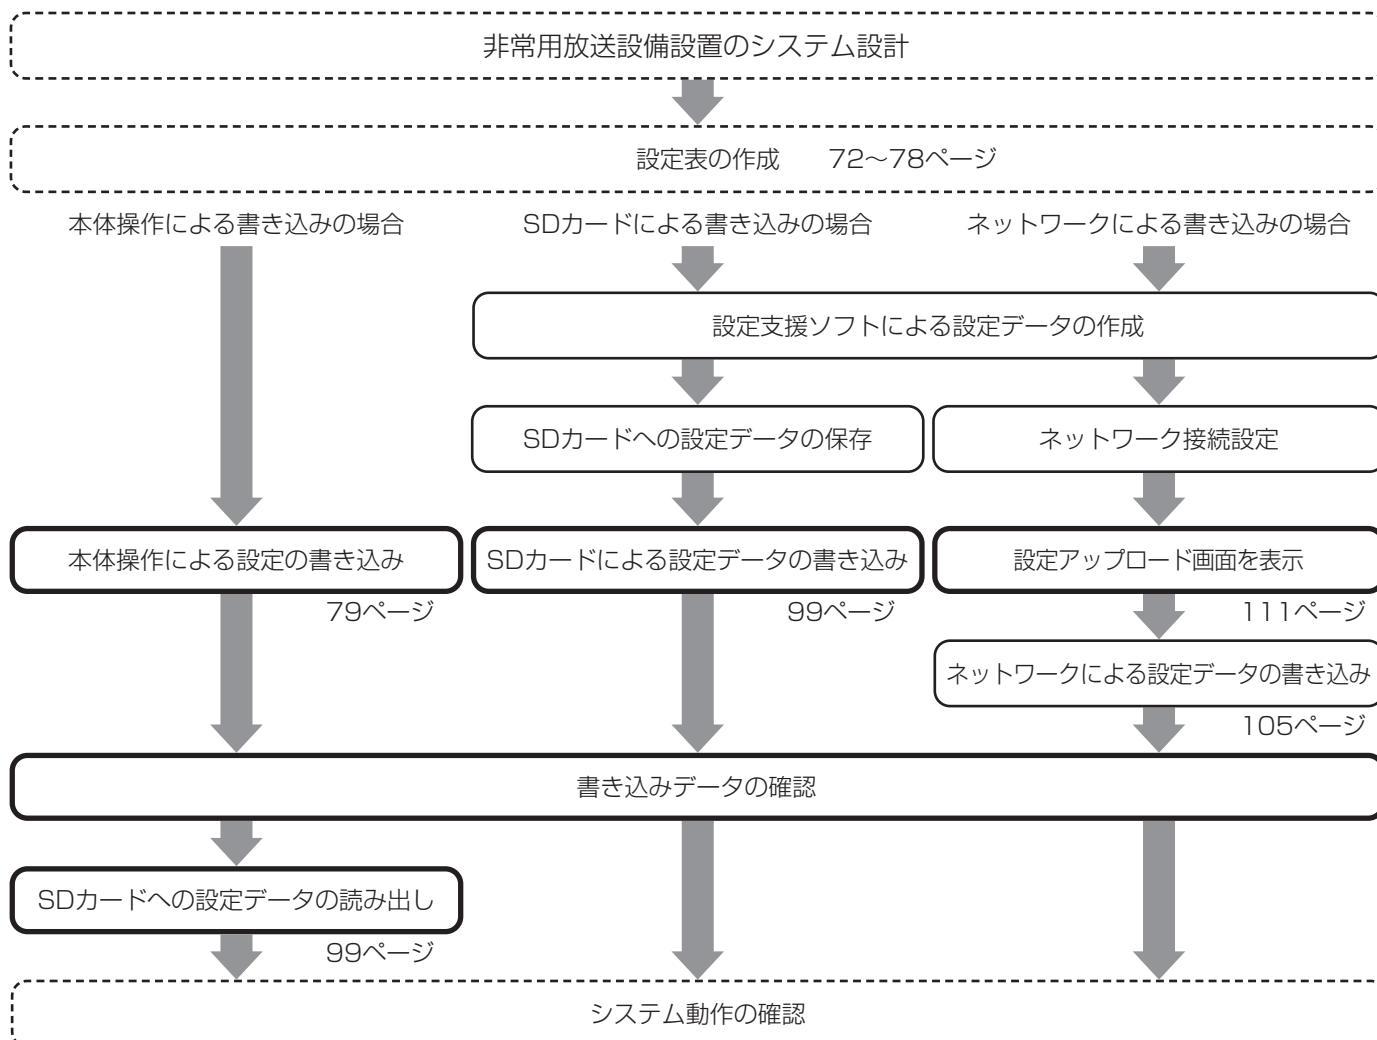 非常用放送設備設置のシステム設計
設定表の作成　　72～78ページ
本体操作による書き込みの場合
SDカードによる書き込みの場合
ネットワークによる書き込みの場合
設定支援ソフトによる設定データの作成
SDカードへの設定データの保存
ネットワーク接続設定
本体操作による設定の書き込み
SDカードによる設定データの書き込み
設定アップロード画面を表示
79ページ
99ページ
111ページ
ネットワークによる設定データの書き込み
105ページ
書き込みデータの確認
SDカードへの設定データの読み出し
99ページ
システム動作の確認